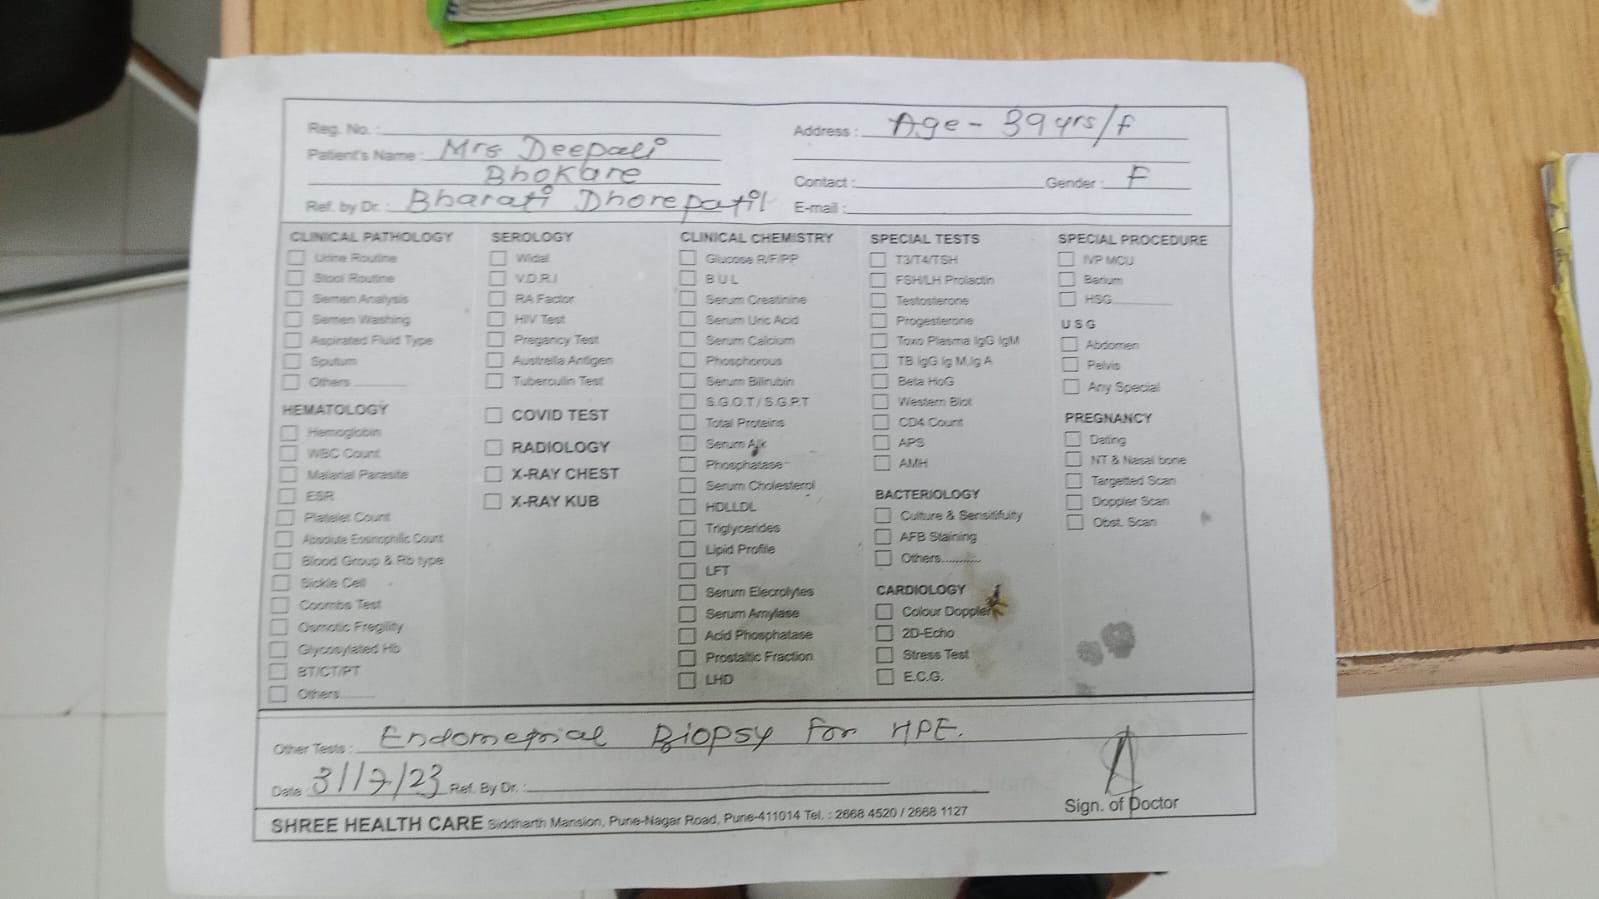 Reg. No. : Address : Age - 39 yrs/F
Patient's Name : Mrs Deepali
Bhokare
Contact : Gender : F
Ref. by Dr. : Bharati Dhorepatil E-mail :
CLINICAL PATHOLOGY
Urine Routine
Stool Routine
Semen Analysis
Semen Washing
Aspirated Fluid Type
Sputum
Others
HEMATOLOGY
Hemoglobin
WBC Count
Malarial Parasite
ESR
Platelet Count
Absolute Eosinophilic Count
Blood Group & Rb type
Sickle Cell
Coombs Test
Osmotic Fregility
Glycosylated Hb
BT/CT/PT
Others
SEROLOGY
Widal
V.D.R.I
RA Factor
HIV Test
Pregancy Test
Australia Antigen
Tuberculin Test
COVID TEST
RADIOLOGY
X-RAY CHEST
X-RAY KUB
CLINICAL CHEMISTRY
Glucose R/F/PP
B U L
Serum Creatinine
Serum Uric Acid
Serum Calcium
Phosphorous
Serum Bilirubin
S.G.O.T/ S.G.P.T
Total Proteins
Serum Alk
Phosphatase
Serum Cholesterol
HDLLDL
Triglycerides
Lipid Profile
LFT
Serum Elecrolytes
Serum Amylase
Acid Phosphatase
Prostaltic Fraction
LHD
SPECIAL TESTS
T3/T4/TSH
FSH/LH Prolactin
Testosterone
Progesterone
Toxo Plasma IgG IgM
TB IgG Ig M,Ig A
Beta HoG
Western Blot
CD4 Count
APS
AMH
BACTERIOLOGY
Culture & Sensitifuity
AFB Staining
Others............
CARDIOLOGY
Colour Doppler
2D-Echo
Stress Test
E.C.G.
SPECIAL PROCEDURE
IVP MCU
Barium
HSG
U S G
Abdomen
Pelvis
Any Special
PREGNANCY
Dating
NT & Nasal bone
Targetted Scan
Doppler Scan
Obst. Scan
Other Tests : Endometrial Biopsy for HPE.
Date : 31/7/23 Ref. By Dr. :
Sign. of Doctor
SHREE HEALTH CARE Siddharth Mansion, Pune-Nagar Road, Pune-411014 Tel. : 2668 4520 / 2668 1127